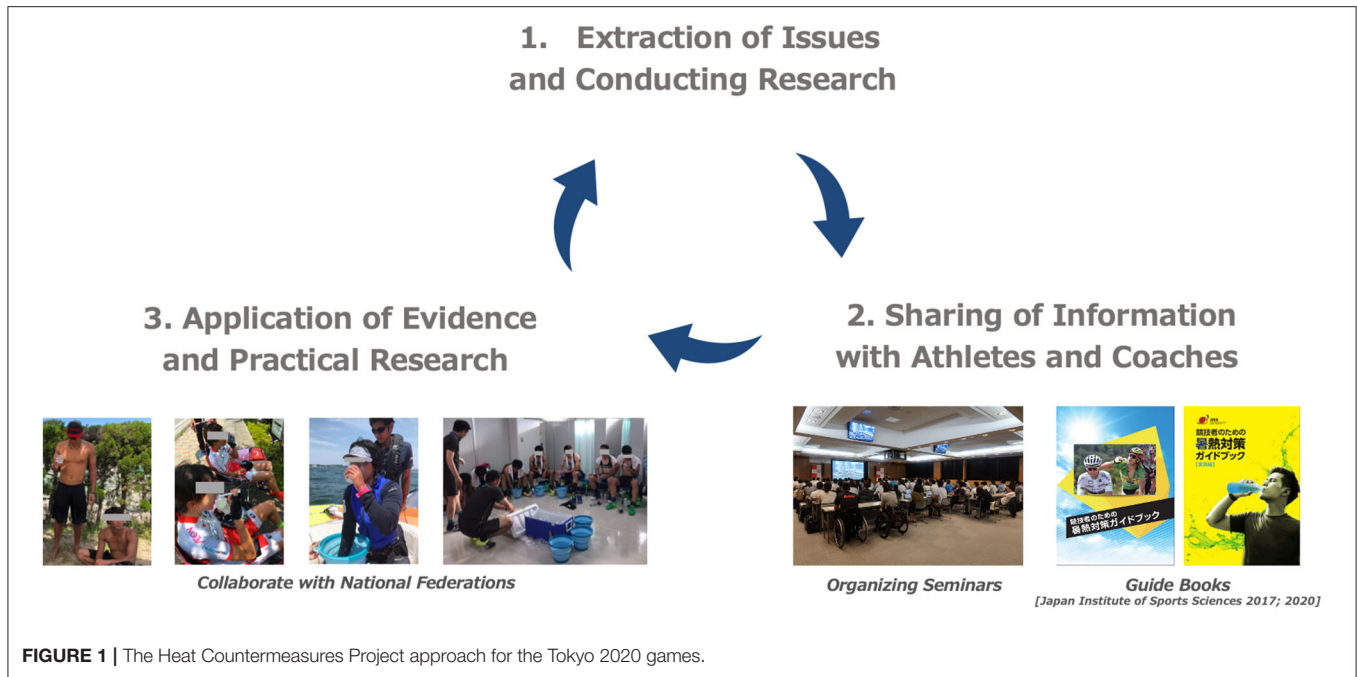 1. Extraction of Issues
and Conducting Research
3. Application of Evidence
and Practical Research
2. Sharing of Information
with Athletes and Coaches
競技者のための
暑熱対策ガイドブック
競技者のための
暑熱対策
ガイドブック
【実践編】
Collaborate with National Federations
Organizing Seminars
Guide Books
[Japan Institute of Sports Sciences 2017; 2020]
FIGURE 1 | The Heat Countermeasures Project approach for the Tokyo 2020 games.